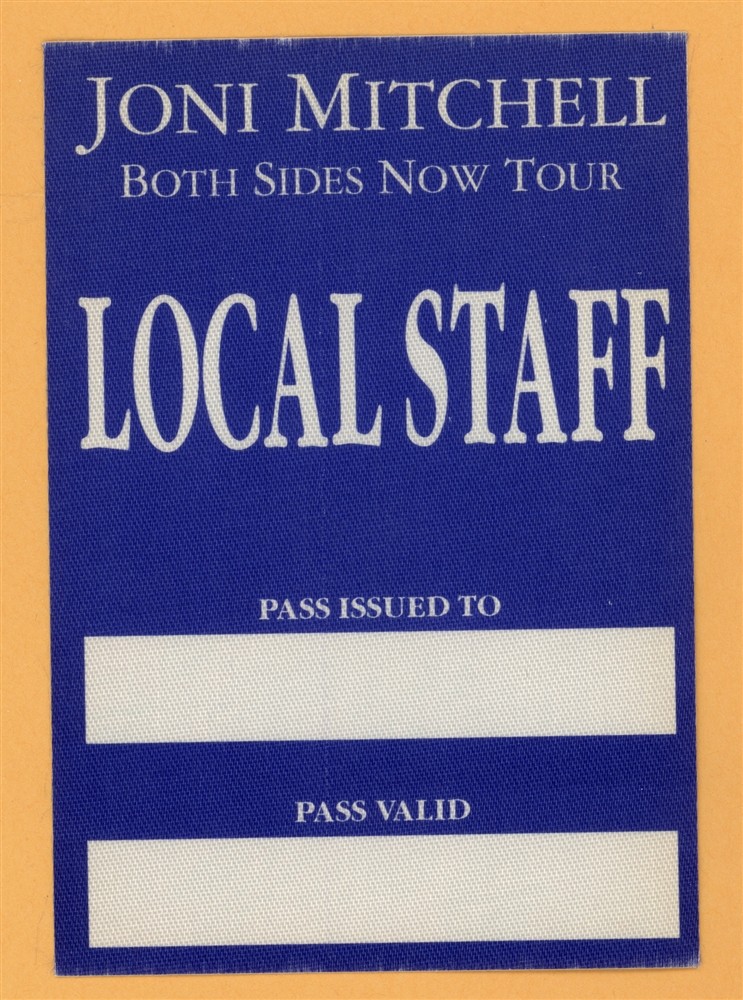 JONI MITCHELL
BOTH SIDES NOW TOUR
LOCAL STAFF
PASS ISSUED TO
PASS VALID